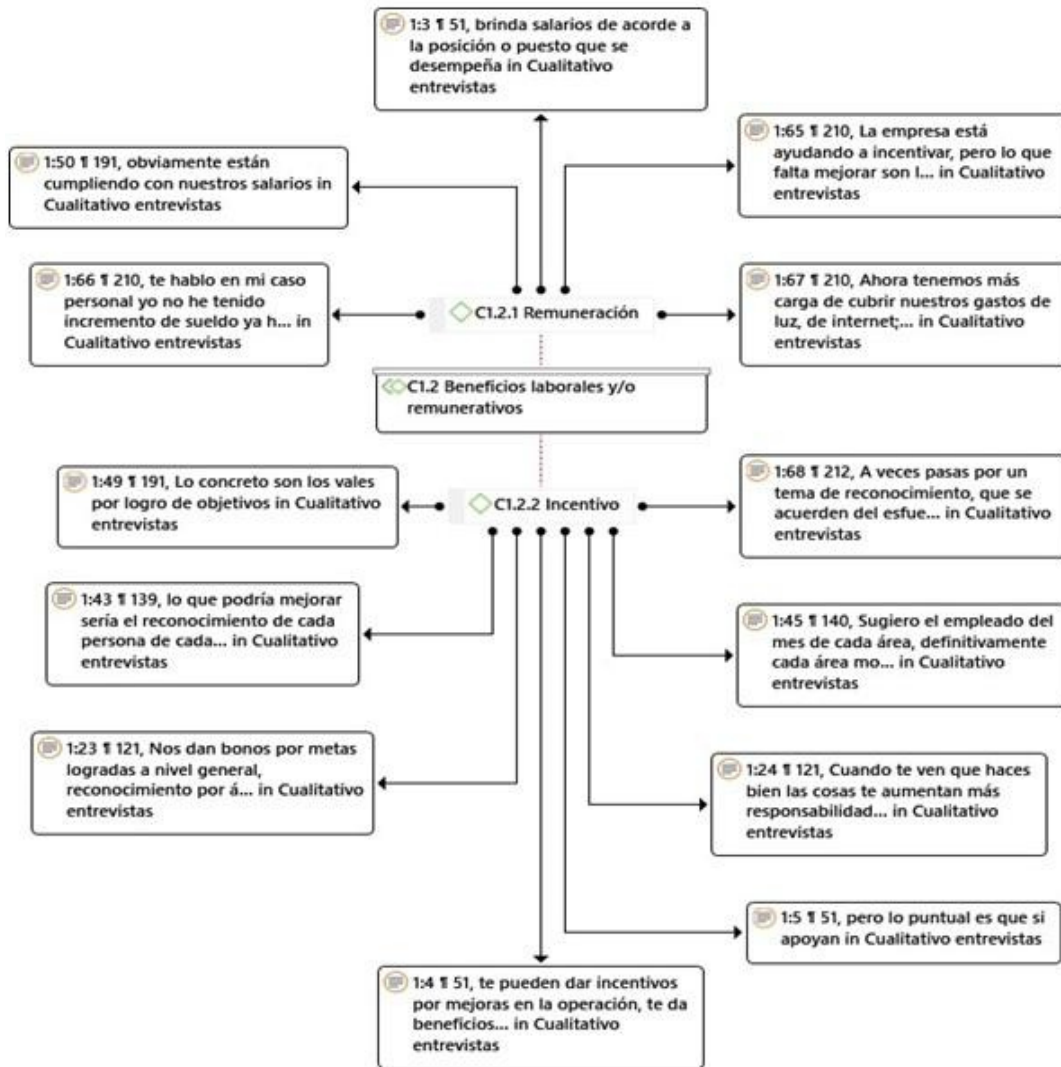 1:3 ¶ 51, brinda salarios de acorde a
la posición o puesto que se
desempeña in Cualitativo
entrevistas
1:65 ¶ 210, La empresa está
ayudando a incentivar, pero lo que
falta mejorar son l... in Cualitativo
entrevistas
1:50 ¶ 191, obviamente están
cumpliendo con nuestros salarios in
Cualitativo entrevistas
1:66 ¶ 210, te hablo en mi caso
personal yo no he tenido
incremento de sueldo ya h... in
Cualitativo entrevistas
C1.2.1 Remuneración
1:67 ¶ 210, Ahora tenemos más
carga de cubrir nuestros gastos de
luz, de internet;... in Cualitativo
entrevistas
C1.2 Beneficios laborales y/o
remunerativos
1:49 ¶ 191, Lo concreto son los vales
por logro de objetivos in Cualitativo
entrevistas
C1.2.2 Incentivo
1:68 ¶ 212, A veces pasas por un
tema de reconocimiento, que se
acuerden del esfue... in Cualitativo
entrevistas
1:43 ¶ 139, lo que podría mejorar
sería el reconocimiento de cada
persona de cada... in Cualitativo
entrevistas
1:45 ¶ 140, Sugiero el empleado del
mes de cada área, definitivamente
cada área mo... in Cualitativo
entrevistas
1:23 ¶ 121, Nos dan bonos por metas
logradas a nivel general,
reconocimiento por á... in Cualitativo
entrevistas
1:24 ¶ 121, Cuando te ven que haces
bien las cosas te aumentan más
responsabilidad... in Cualitativo
entrevistas
1:5 ¶ 51, pero lo puntual es que si
apoyan in Cualitativo entrevistas
1:4 ¶ 51, te pueden dar incentivos
por mejoras en la operación, te da
beneficios... in Cualitativo
entrevistas